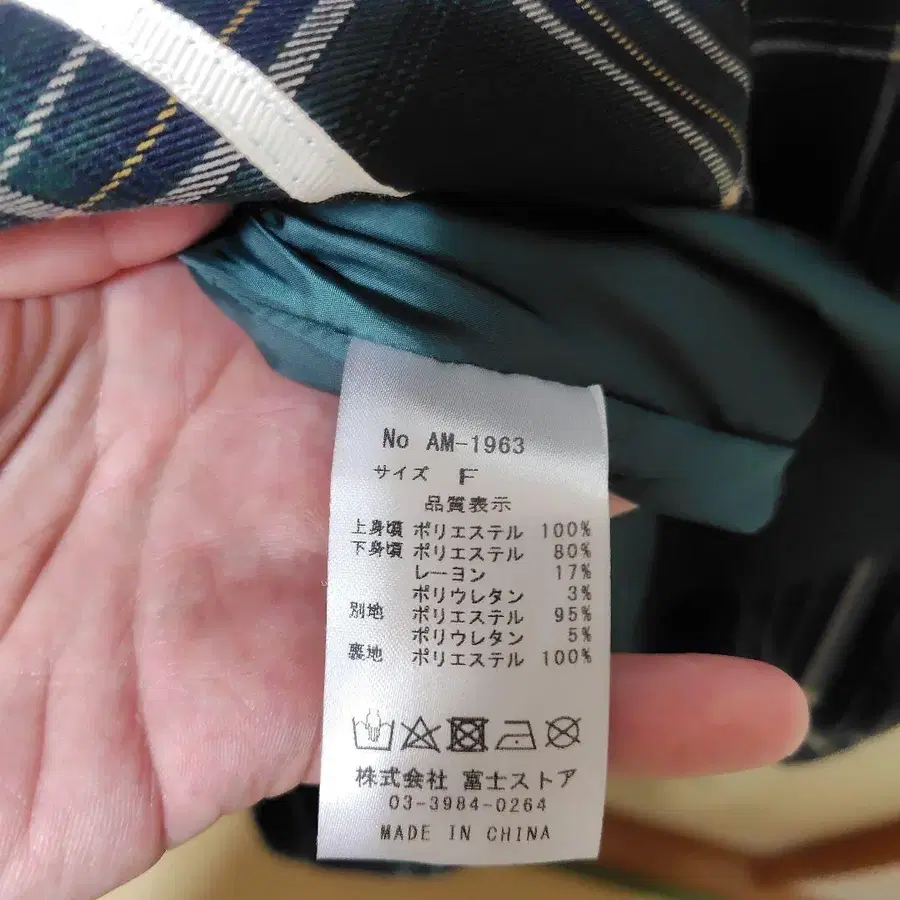 No AM-1963
サイズ F
品質表示
上身頃 ポリエステル 100%
下身頃 ポリエステル 80%
レーヨン 17%
ポリウレタン 3%
別地 ポリエステル 95%
ポリウレタン 5%
裏地 ポリエステル 100%
株式会社 富士ストア
03-3984-0264
MADE IN CHINA